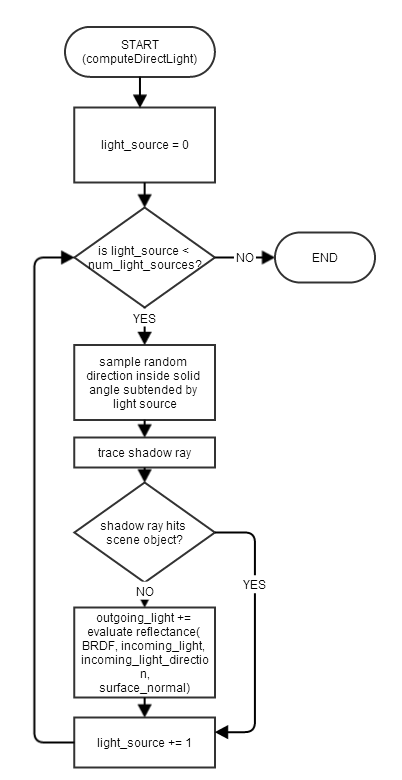 START
(computeDirectLight)
light_source = 0
is light_source <
num_light_sources?
NO
END
YES
sample random
direction inside solid
angle subtended by
light source
trace shadow ray
shadow ray hits
scene object?
YES
NO
outgoing_light +=
evaluate reflectance(
BRDF, incoming_light,
incoming_light_directio
n,
surface_normal)
light_source += 1